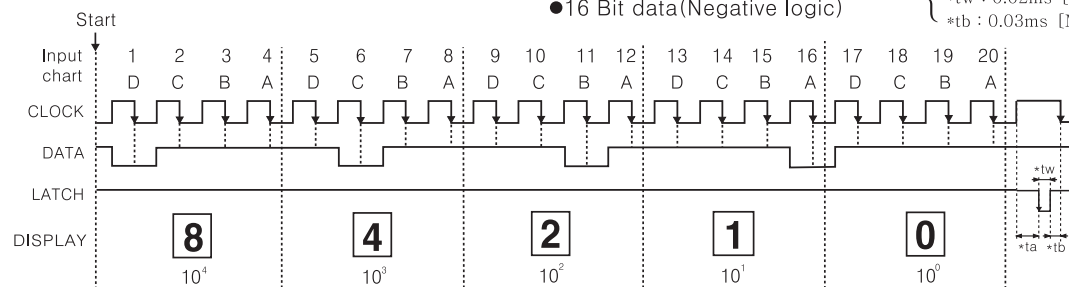 ●16 Bit data(Negative logic)
*tb : 0.03ms
Start
Input chart
1 2 3 4 5 6 7 8 9 10 11 12 13 14 15 16 17 18 19 20
D C B A D C B A D C B A D C B A D C B A
CLOCK
DATA
LATCH
*tw
DISPLAY
8 4 2 1 0
*ta *tb
10⁴ 10³ 10² 10¹ 10⁰